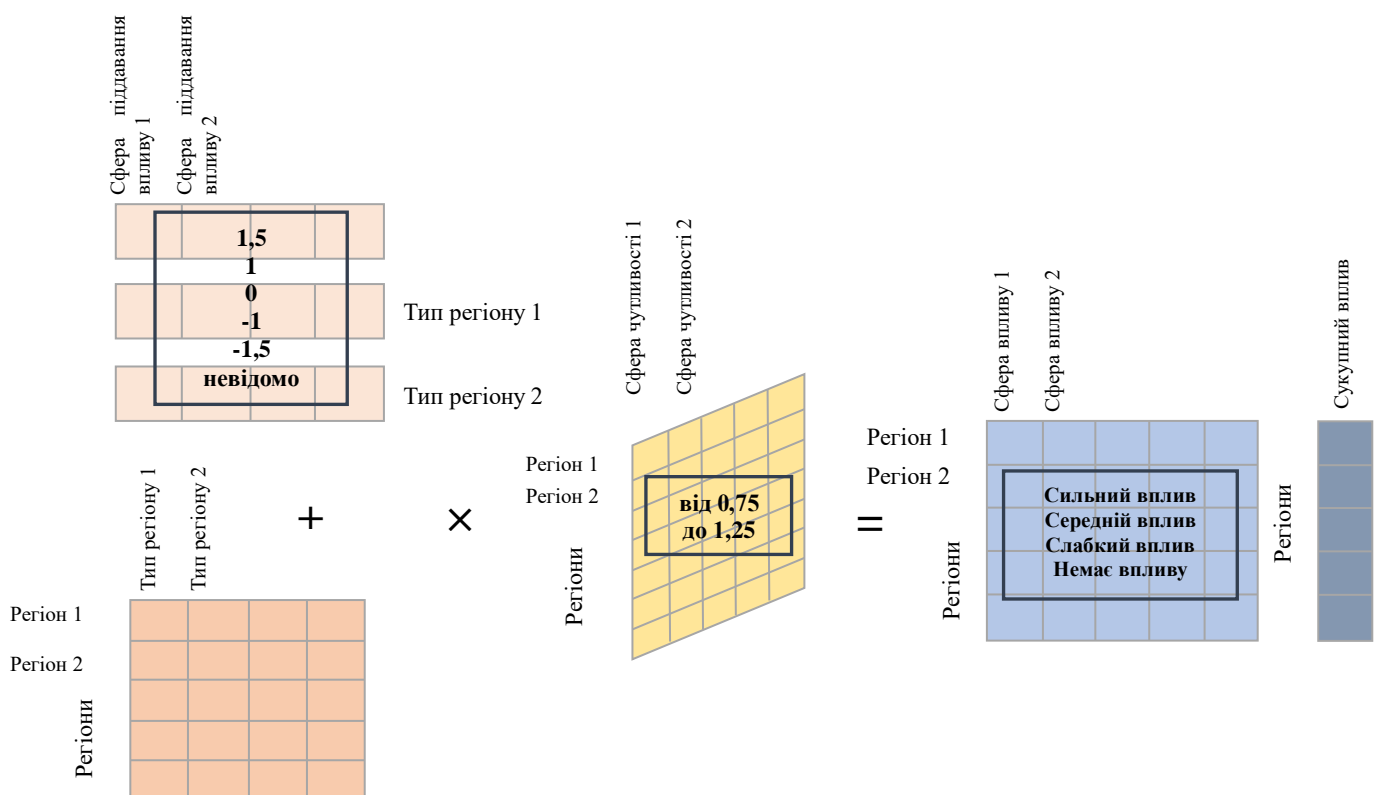 Сфера піддавання
впливу 1
Сфера піддавання
впливу 2
1,5
1
0
-1
-1,5
невідомо
Тип регіону 1
Тип регіону 2
Тип регіону 1
Тип регіону 2
Регіон 1
Регіон 2
Регіони
+
×
Сфера чутливості 1
Сфера чутливості 2
Регіон 1
Регіон 2
Регіони
від 0,75
до 1,25
=
Сфера впливу 1
Сфера впливу 2
Регіон 1
Регіон 2
Регіони
Сильний вплив
Середній вплив
Слабкий вплив
Немає впливу
Сукупний вплив
Регіони